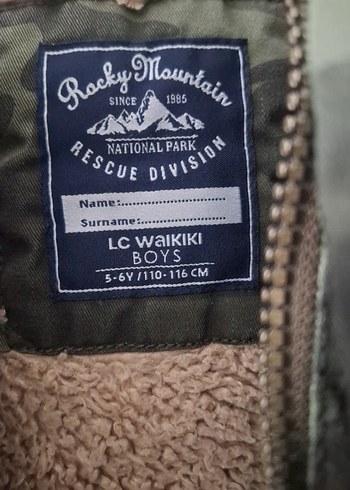 Rocky Mountain
SINCE 1985
NATIONAL PARK
RESCUE DIVISION
Name:...........................
Surname:.........................
LC WAIKIKI
BOYS
5-6Y / 110-116 CM